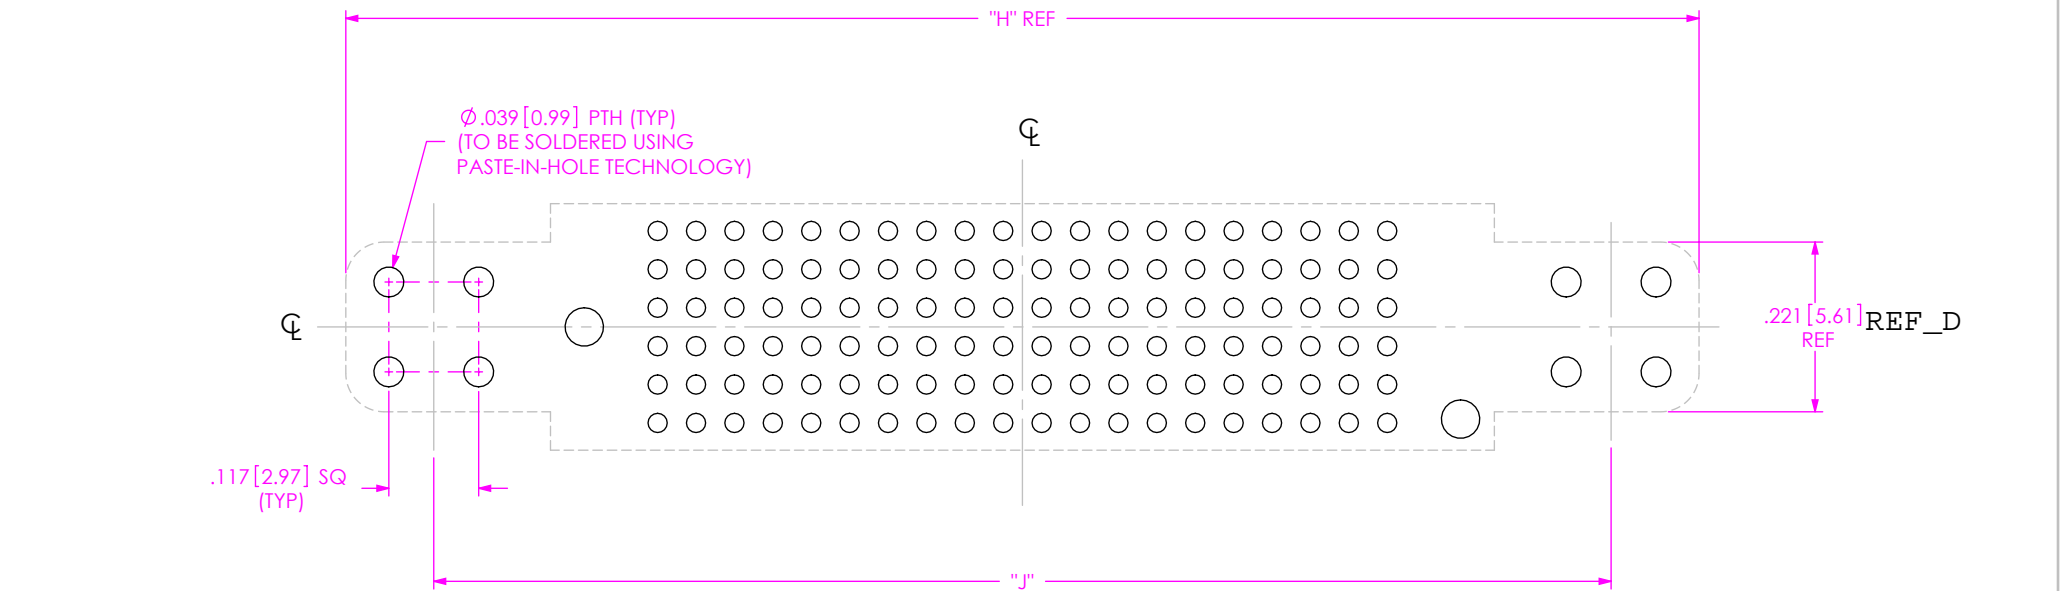 "H" REF
Ø.039[0.99] PTH (TYP)
(TO BE SOLDERED USING
PASTE-IN-HOLE TECHNOLOGY)
℄
℄
.221[5.61]
REF
REF_D
.117[2.97] SQ
(TYP)
"J"